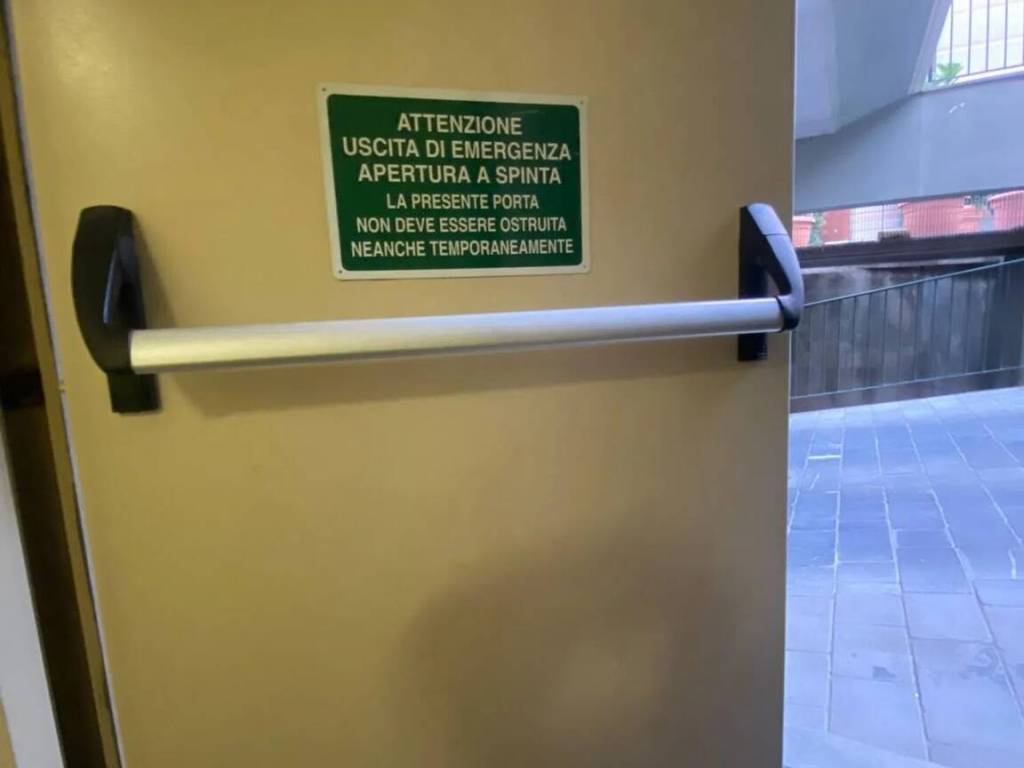 ATTENZIONE
USCITA DI EMERGENZA
APERTURA A SPINTA
LA PRESENTE PORTA
NON DEVE ESSERE OSTRUITA
NEANCHE TEMPORANEAMENTE